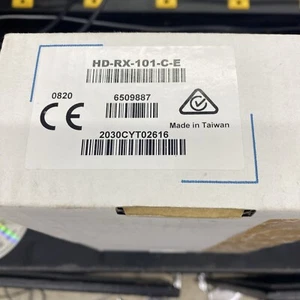 HD-RX-101-C-E
0820
6509887
CE
Made in Taiwan
2030CYT02616